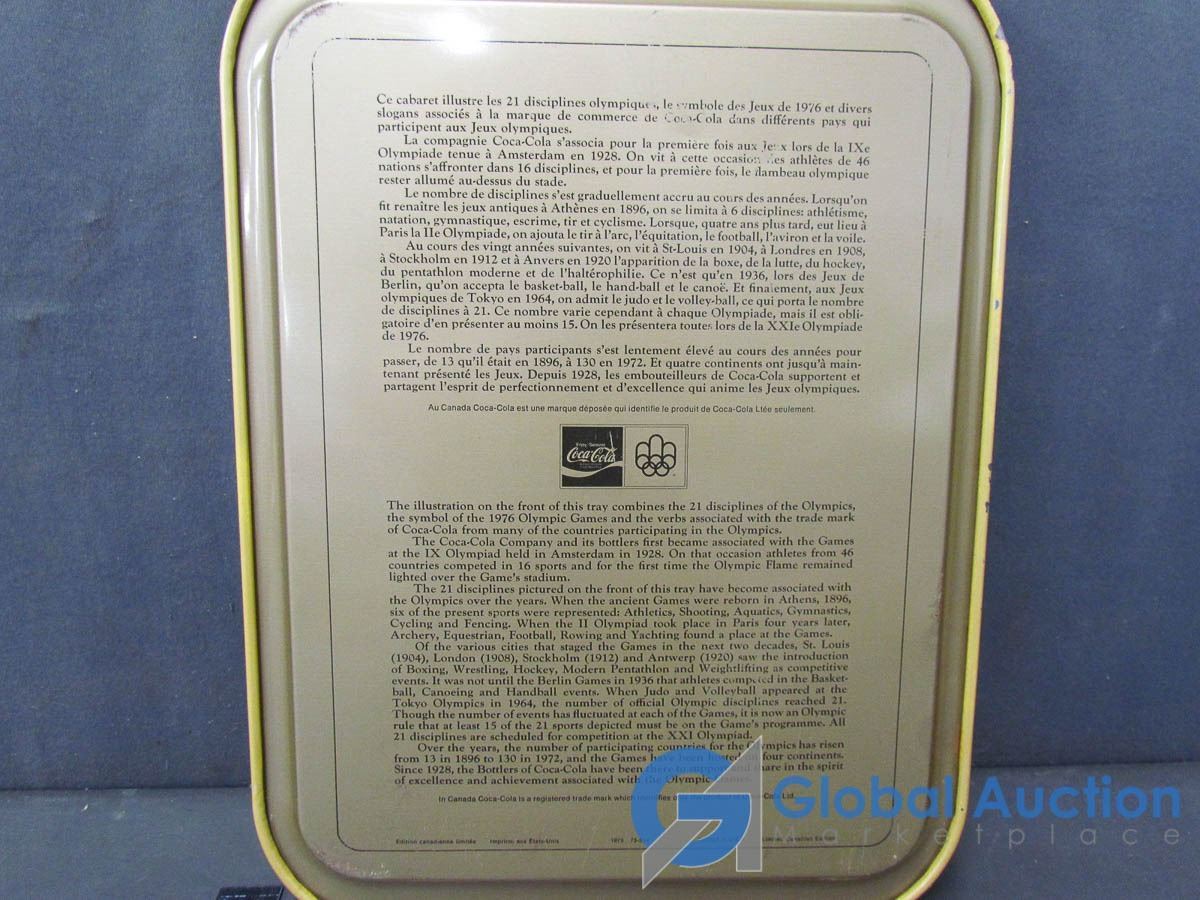 Ce cabaret illustre les 21 disciplines olympiques, le symbole des Jeux de 1976 et divers
slogans associés à la marque de commerce de Coca-Cola dans différents pays qui
participent aux Jeux olympiques.
La compagnie Coca-Cola s'associa pour la première fois aux Jeux lors de la IXe
Olympiade tenue à Amsterdam en 1928. On vit à cette occasion des athlètes de 46
nations s'affronter dans 16 disciplines, et pour la première fois, le flambeau olympique
rester allumé au-dessus du stade.
Le nombre de disciplines s'est graduellement accru au cours des années. Lorsqu'on
fit renaître les jeux antiques à Athènes en 1896, on se limita à 6 disciplines: athlétisme,
natation, gymnastique, escrime, tir et cyclisme. Lorsque, quatre ans plus tard, eut lieu à
Paris la IIe Olympiade, on ajouta le tir à l'arc, l'équitation, le football, l'aviron et la voile.
Au cours des vingt années suivantes, on vit à St-Louis en 1904, à Londres en 1908,
à Stockholm en 1912 et à Anvers en 1920 l'apparition de la boxe, de la lutte, du hockey,
du pentathlon moderne et de l'haltérophilie. Ce n'est qu'en 1936, lors des Jeux de
Berlin, qu'on accepta le basket-ball, le hand-ball et le canoë. Et finalement, aux Jeux
olympiques de Tokyo en 1964, on admit le judo et le volley-ball, ce qui porta le nombre
de disciplines à 21. Ce nombre varie cependant à chaque Olympiade, mais il est obli-
gatoire d'en présenter au moins 15. On les présentera toutes lors de la XXIe Olympiade
de 1976.
Le nombre de pays participants s'est lentement élevé au cours des années pour
passer, de 13 qu'il était en 1896, à 130 en 1972. Et quatre continents ont jusqu'à main-
tenant présenté les Jeux. Depuis 1928, les embouteilleurs de Coca-Cola supportent et
partagent l'esprit de perfectionnement et d'excellence qui anime les Jeux olympiques.
Au Canada Coca-Cola est une marque déposée qui identifie le produit de Coca-Cola Ltée seulement.
Coca-Cola
The illustration on the front of this tray combines the 21 disciplines of the Olympics,
the symbol of the 1976 Olympic Games and the verbs associated with the trade mark
of Coca-Cola from many of the countries participating in the Olympics.
The Coca-Cola Company and its bottlers first became associated with the Games
at the IX Olympiad held in Amsterdam in 1928. On that occasion athletes from 46
countries competed in 16 sports and for the first time the Olympic Flame remained
lighted over the Game's stadium.
The 21 disciplines pictured on the front of this tray have become associated with
the Olympics over the years. When the ancient Games were reborn in Athens, 1896,
six of the present sports were represented: Athletics, Shooting, Aquatics, Gymnastics,
Cycling and Fencing. When the II Olympiad took place in Paris four years later,
Archery, Equestrian, Football, Rowing and Yachting found a place at the Games.
Of the various cities that staged the Games in the next two decades, St. Louis
(1904), London (1908), Stockholm (1912) and Antwerp (1920) saw the introduction
of Boxing, Wrestling, Hockey, Modern Pentathlon and Weightlifting as competitive
events. It was not until the Berlin Games in 1936 that athletes competed in the Basket-
ball, Canoeing and Handball events. When Judo and Volleyball appeared at the
Tokyo Olympics in 1964, the number of official Olympic disciplines reached 21.
Though the number of events has fluctuated at each of the Games, it is now an Olympic
rule that at least 15 of the 21 sports depicted must be on the Game's programme. All
21 disciplines are scheduled for competition at the XXI Olympiad.
Over the years, the number of participating countries for the Olympics has risen
from 13 in 1896 to 130 in 1972, and the Games have been hosted on four continents.
Since 1928, the Bottlers of Coca-Cola have been there to support and share in the spirit
of excellence and achievement associated with the Olympic Games.
In Canada Coca-Cola is a registered trade mark which identifies only the product of Coca-Cola Ltd.
Edition canadienne limitée Imprimé aux États-Unis 1975 Limited Canadian Edition
Global Auction
Marketplace